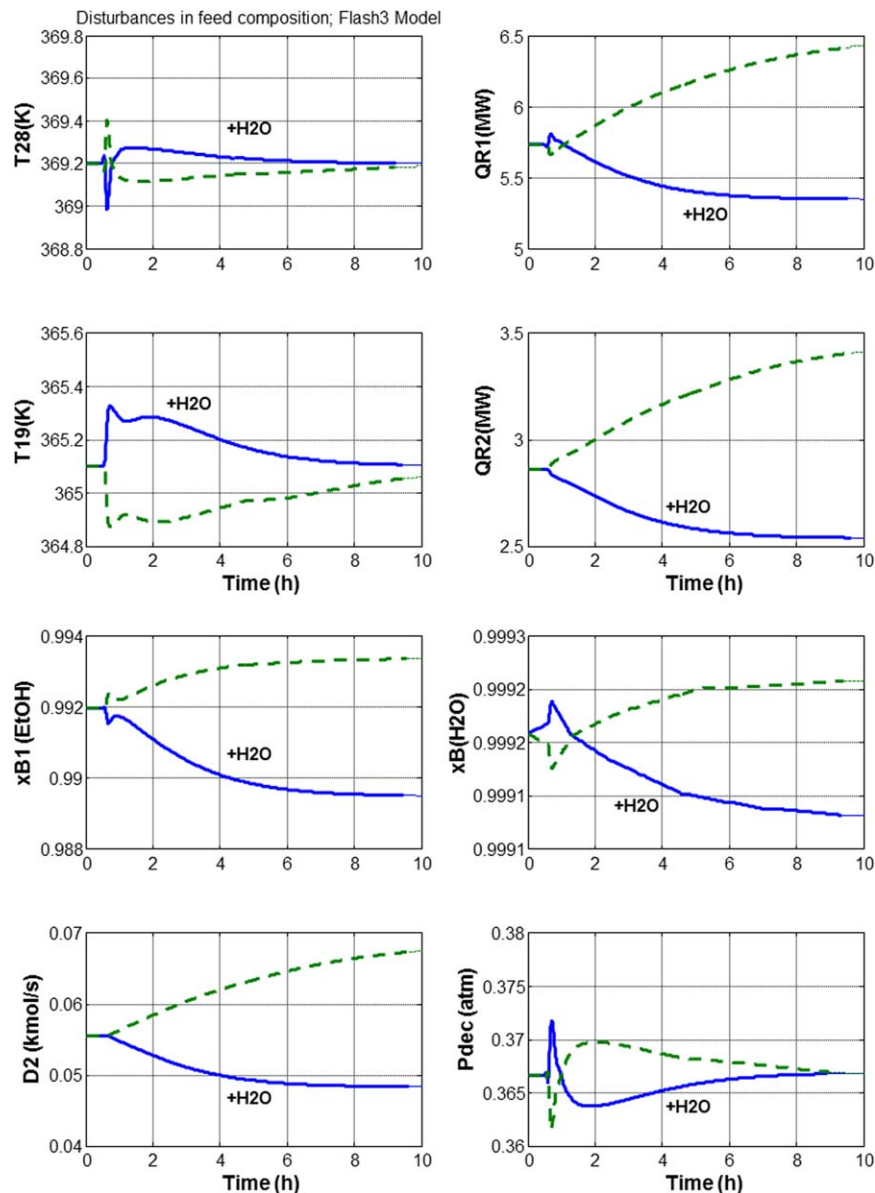 Disturbances in feed composition; Flash3 Model
369.8
369.6
369.4
369.2
369
368.8
T28(K)
+H2O
0 2 4 6 8 10
6.5
6
5.5
5
QR1(MW)
+H2O
0 2 4 6 8 10
365.6
365.4
365.2
365
364.8
T19(K)
+H2O
0 2 4 6 8 10
Time (h)
3.5
3
2.5
QR2(MW)
+H2O
0 2 4 6 8 10
Time (h)
0.994
0.992
0.99
0.988
xB1 (EtOH)
+H2O
0 2 4 6 8 10
0.9993
0.9992
0.9992
0.9991
0.9991
xB(H2O)
+H2O
0 2 4 6 8 10
0.07
0.06
0.05
0.04
D2 (kmol/s)
+H2O
0 2 4 6 8 10
Time (h)
0.38
0.375
0.37
0.365
0.36
Pdec (atm)
+H2O
0 2 4 6 8 10
Time (h)